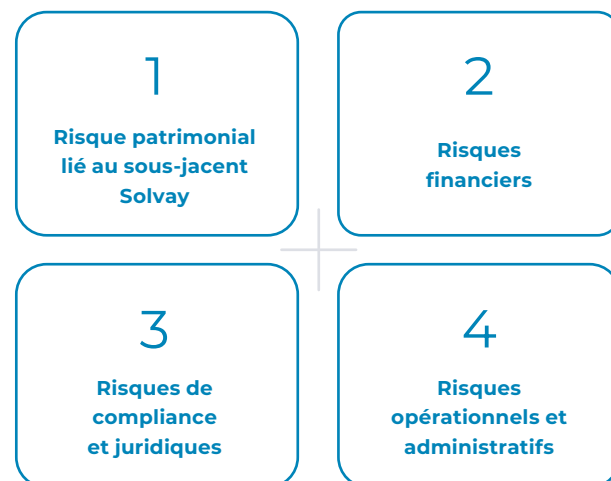 1
Risque patrimonial
lié au sous-jacent
Solvay
2
Risques
financiers
3
Risques de
compliance
et juridiques
4
Risques
opérationnels et
administratifs